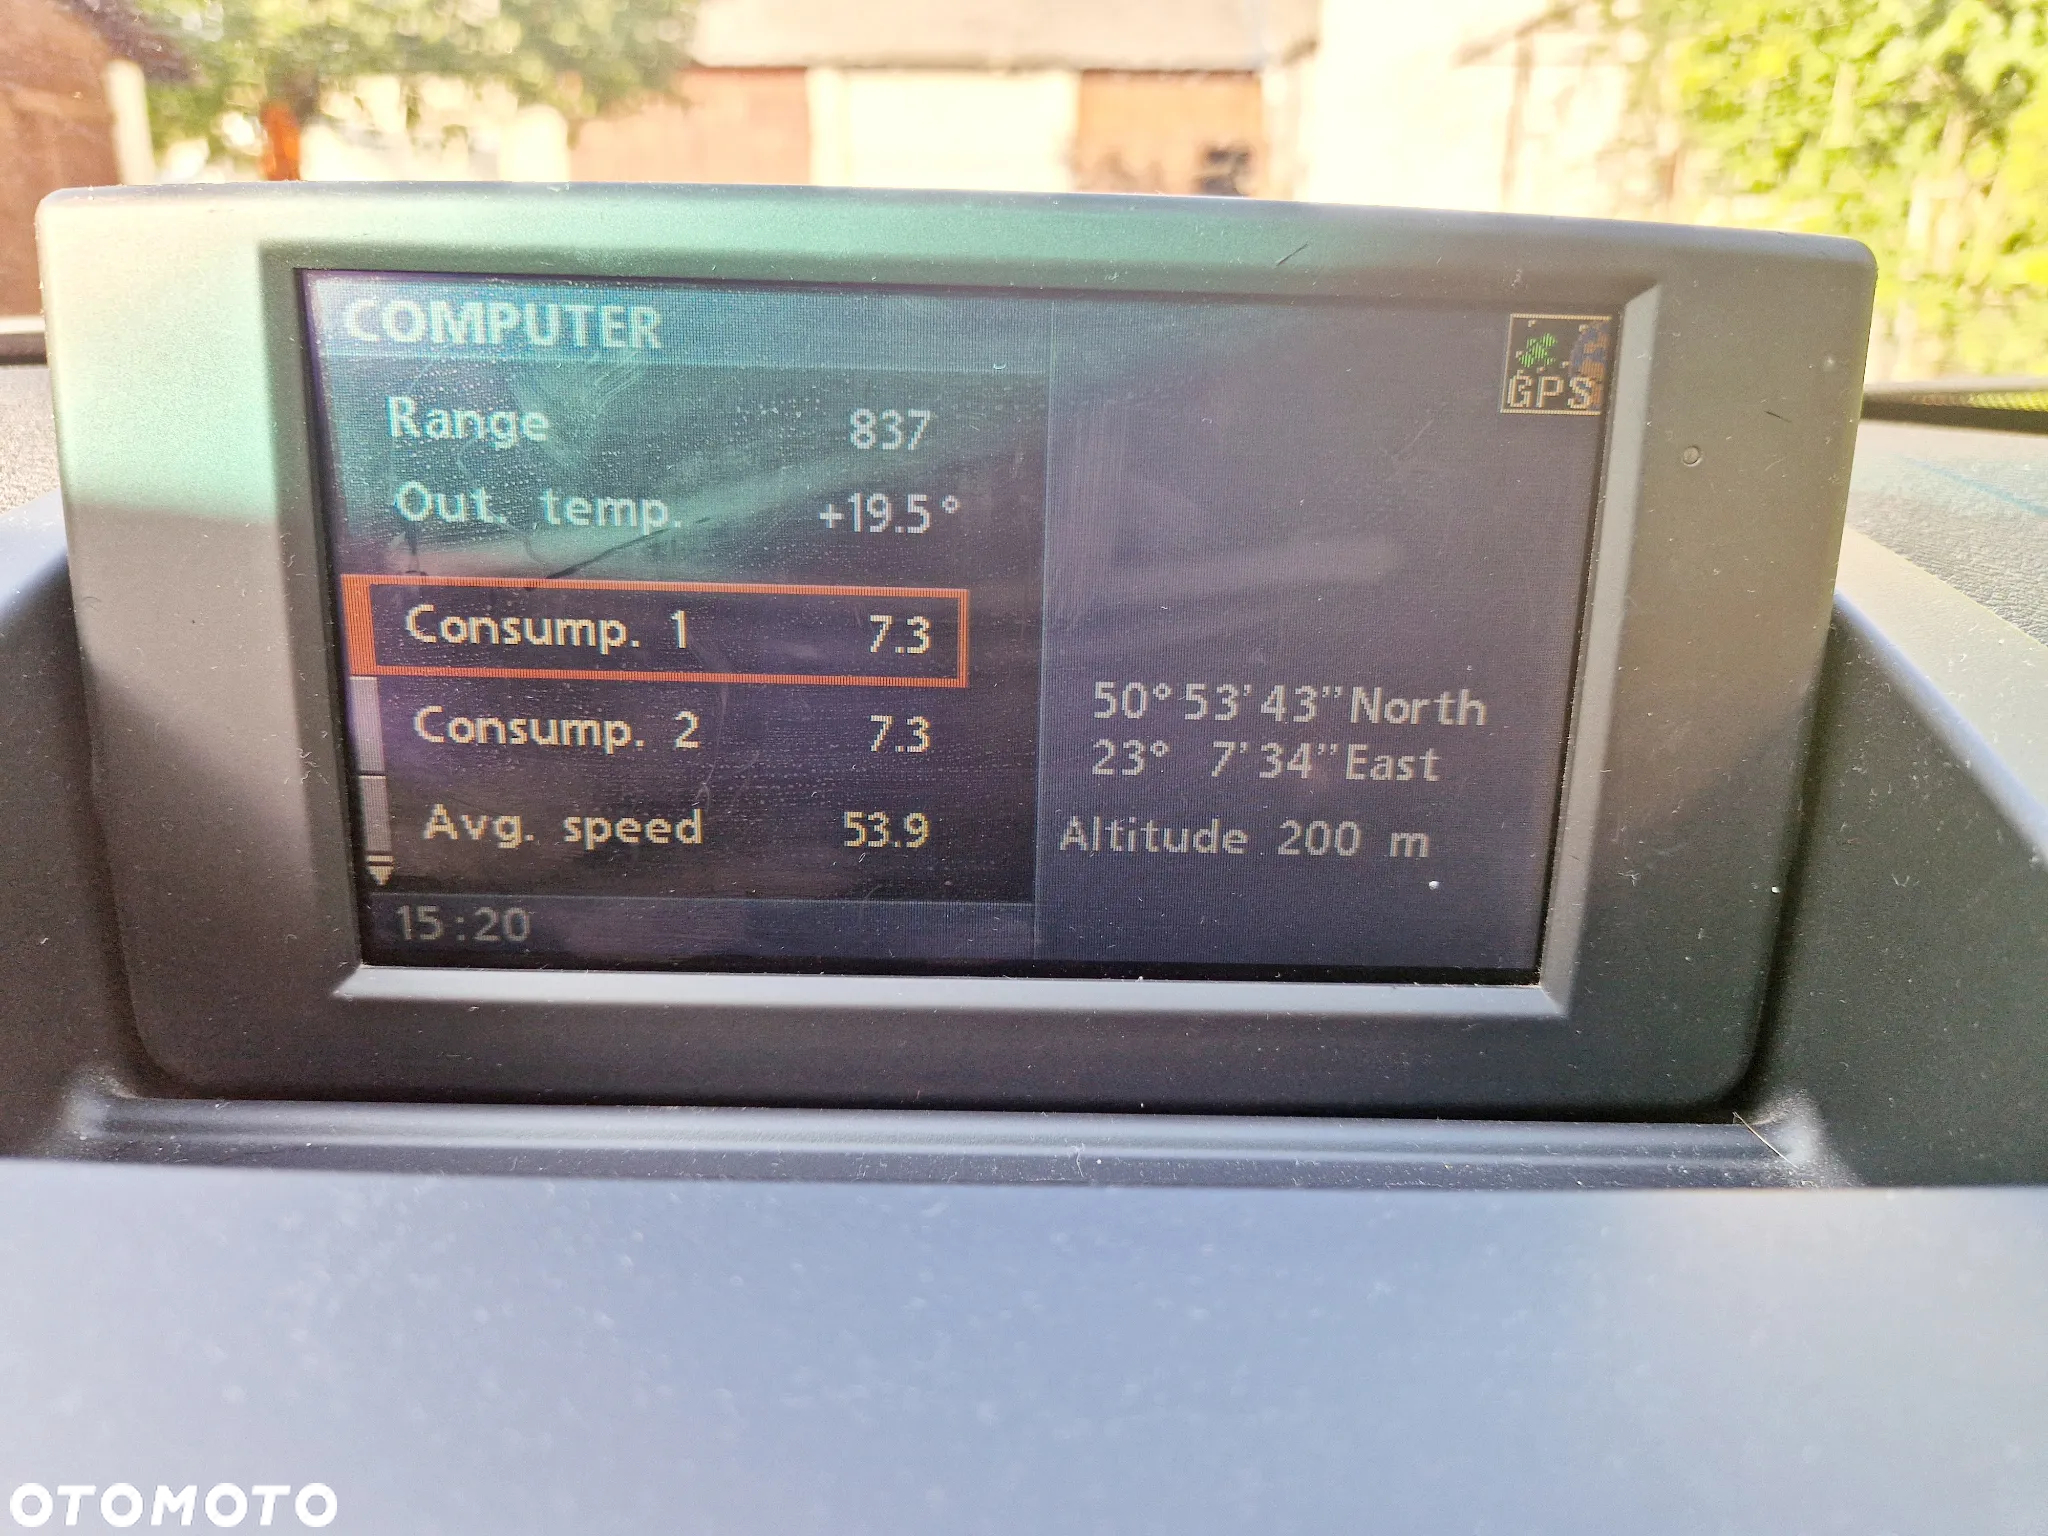 COMPUTER
GPS
Range 837
Out. temp. +19.5°
Consump. 1 7.3
Consump. 2 7.3
Avg. speed 53.9
15:20
50°53'43"North
23° 7'34"East
Altitude 200 m
OTOMOTO